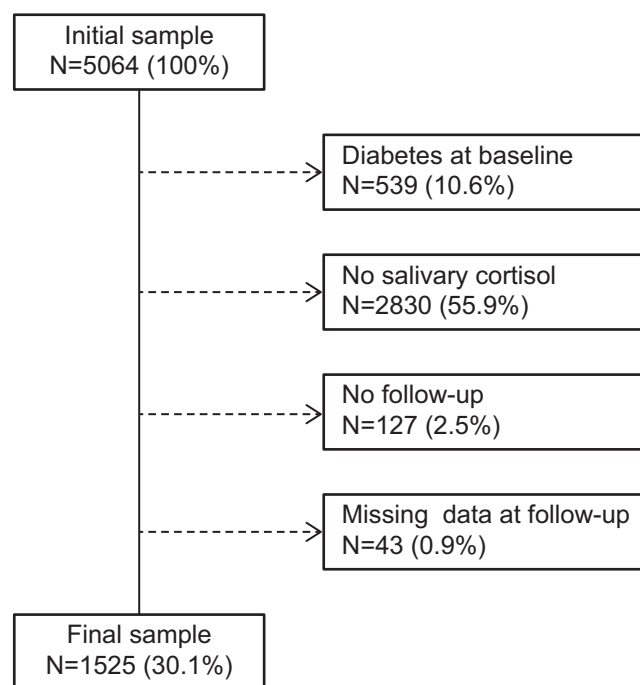 Initial sample
N=5064 (100%)
Diabetes at baseline
N=539 (10.6%)
No salivary cortisol
N=2830 (55.9%)
No follow-up
N=127 (2.5%)
Missing  data at follow-up
N=43 (0.9%)
Final sample
N=1525 (30.1%)